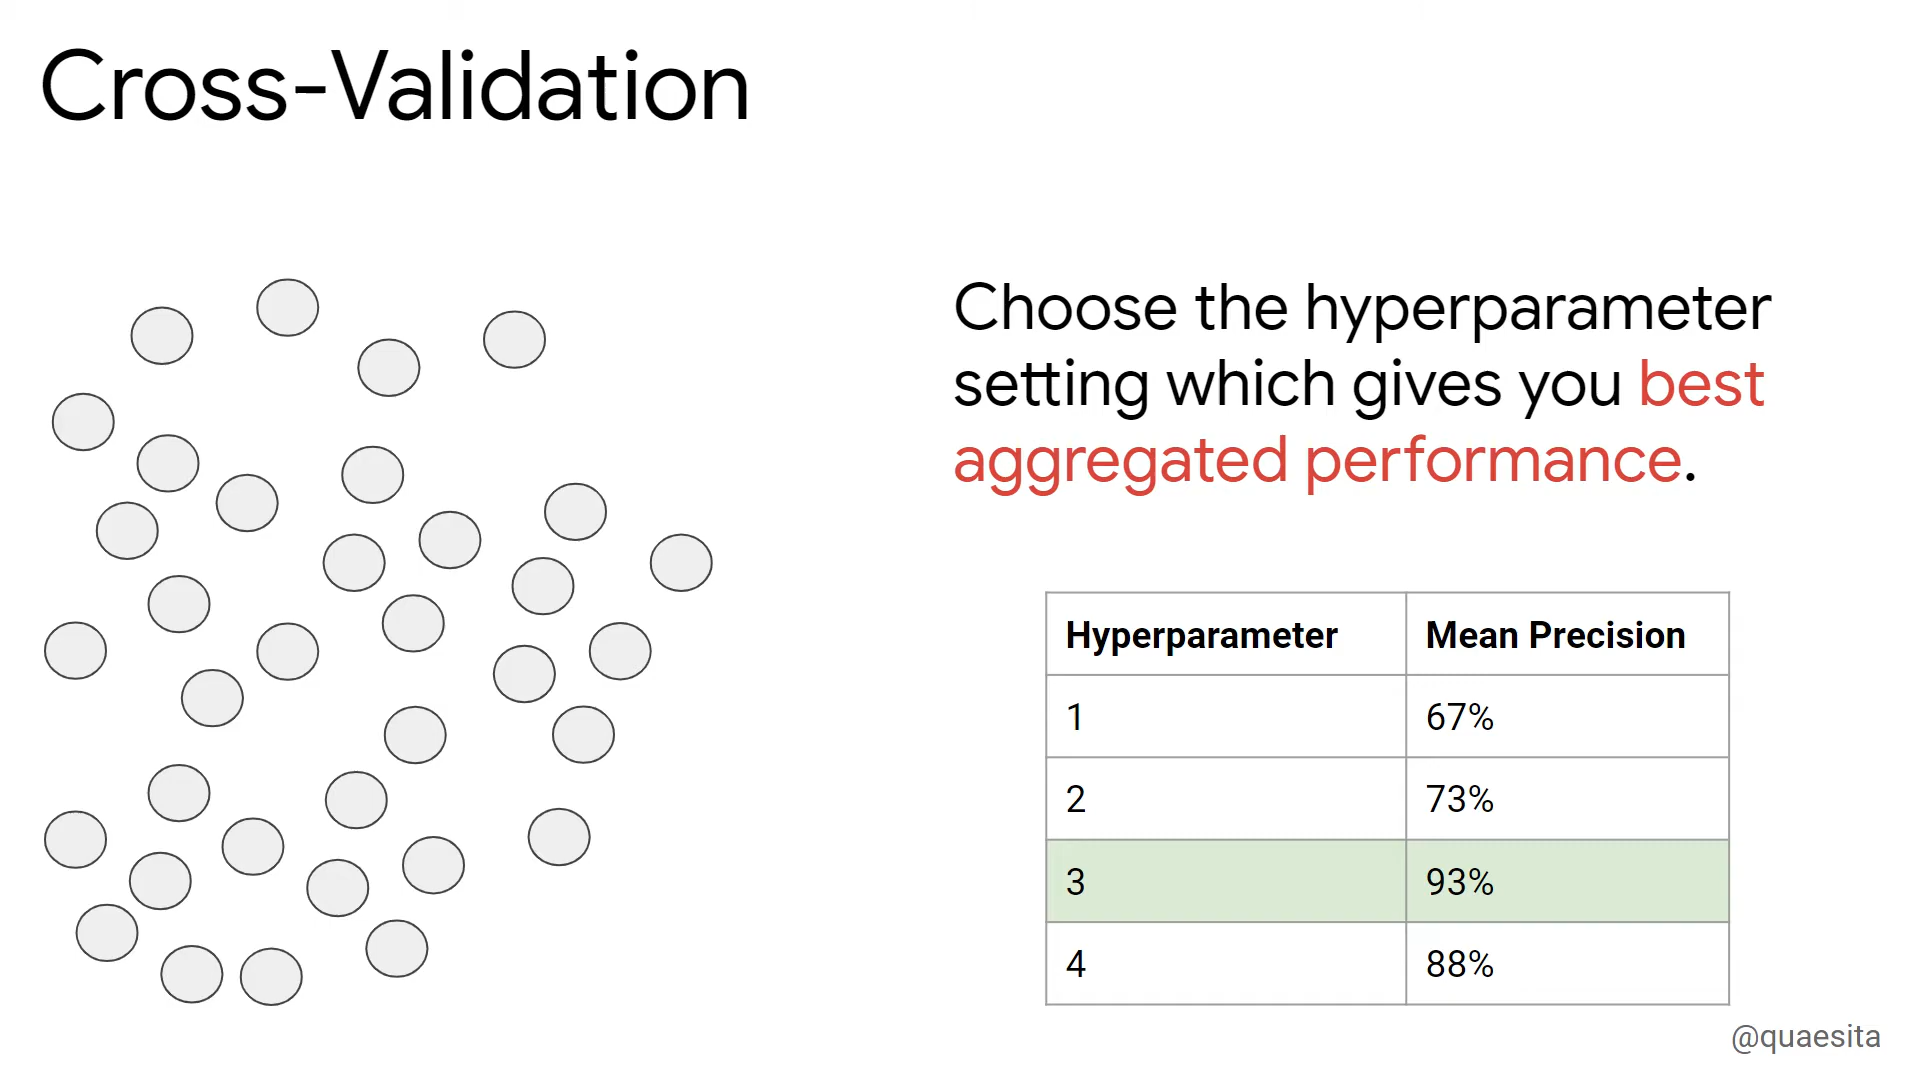 Cross-Validation
Choose the hyperparameter
setting which gives you best
aggregated performance.
Hyperparameter Mean Precision
1 67%
2 73%
3 93%
4 88%
@quaesita